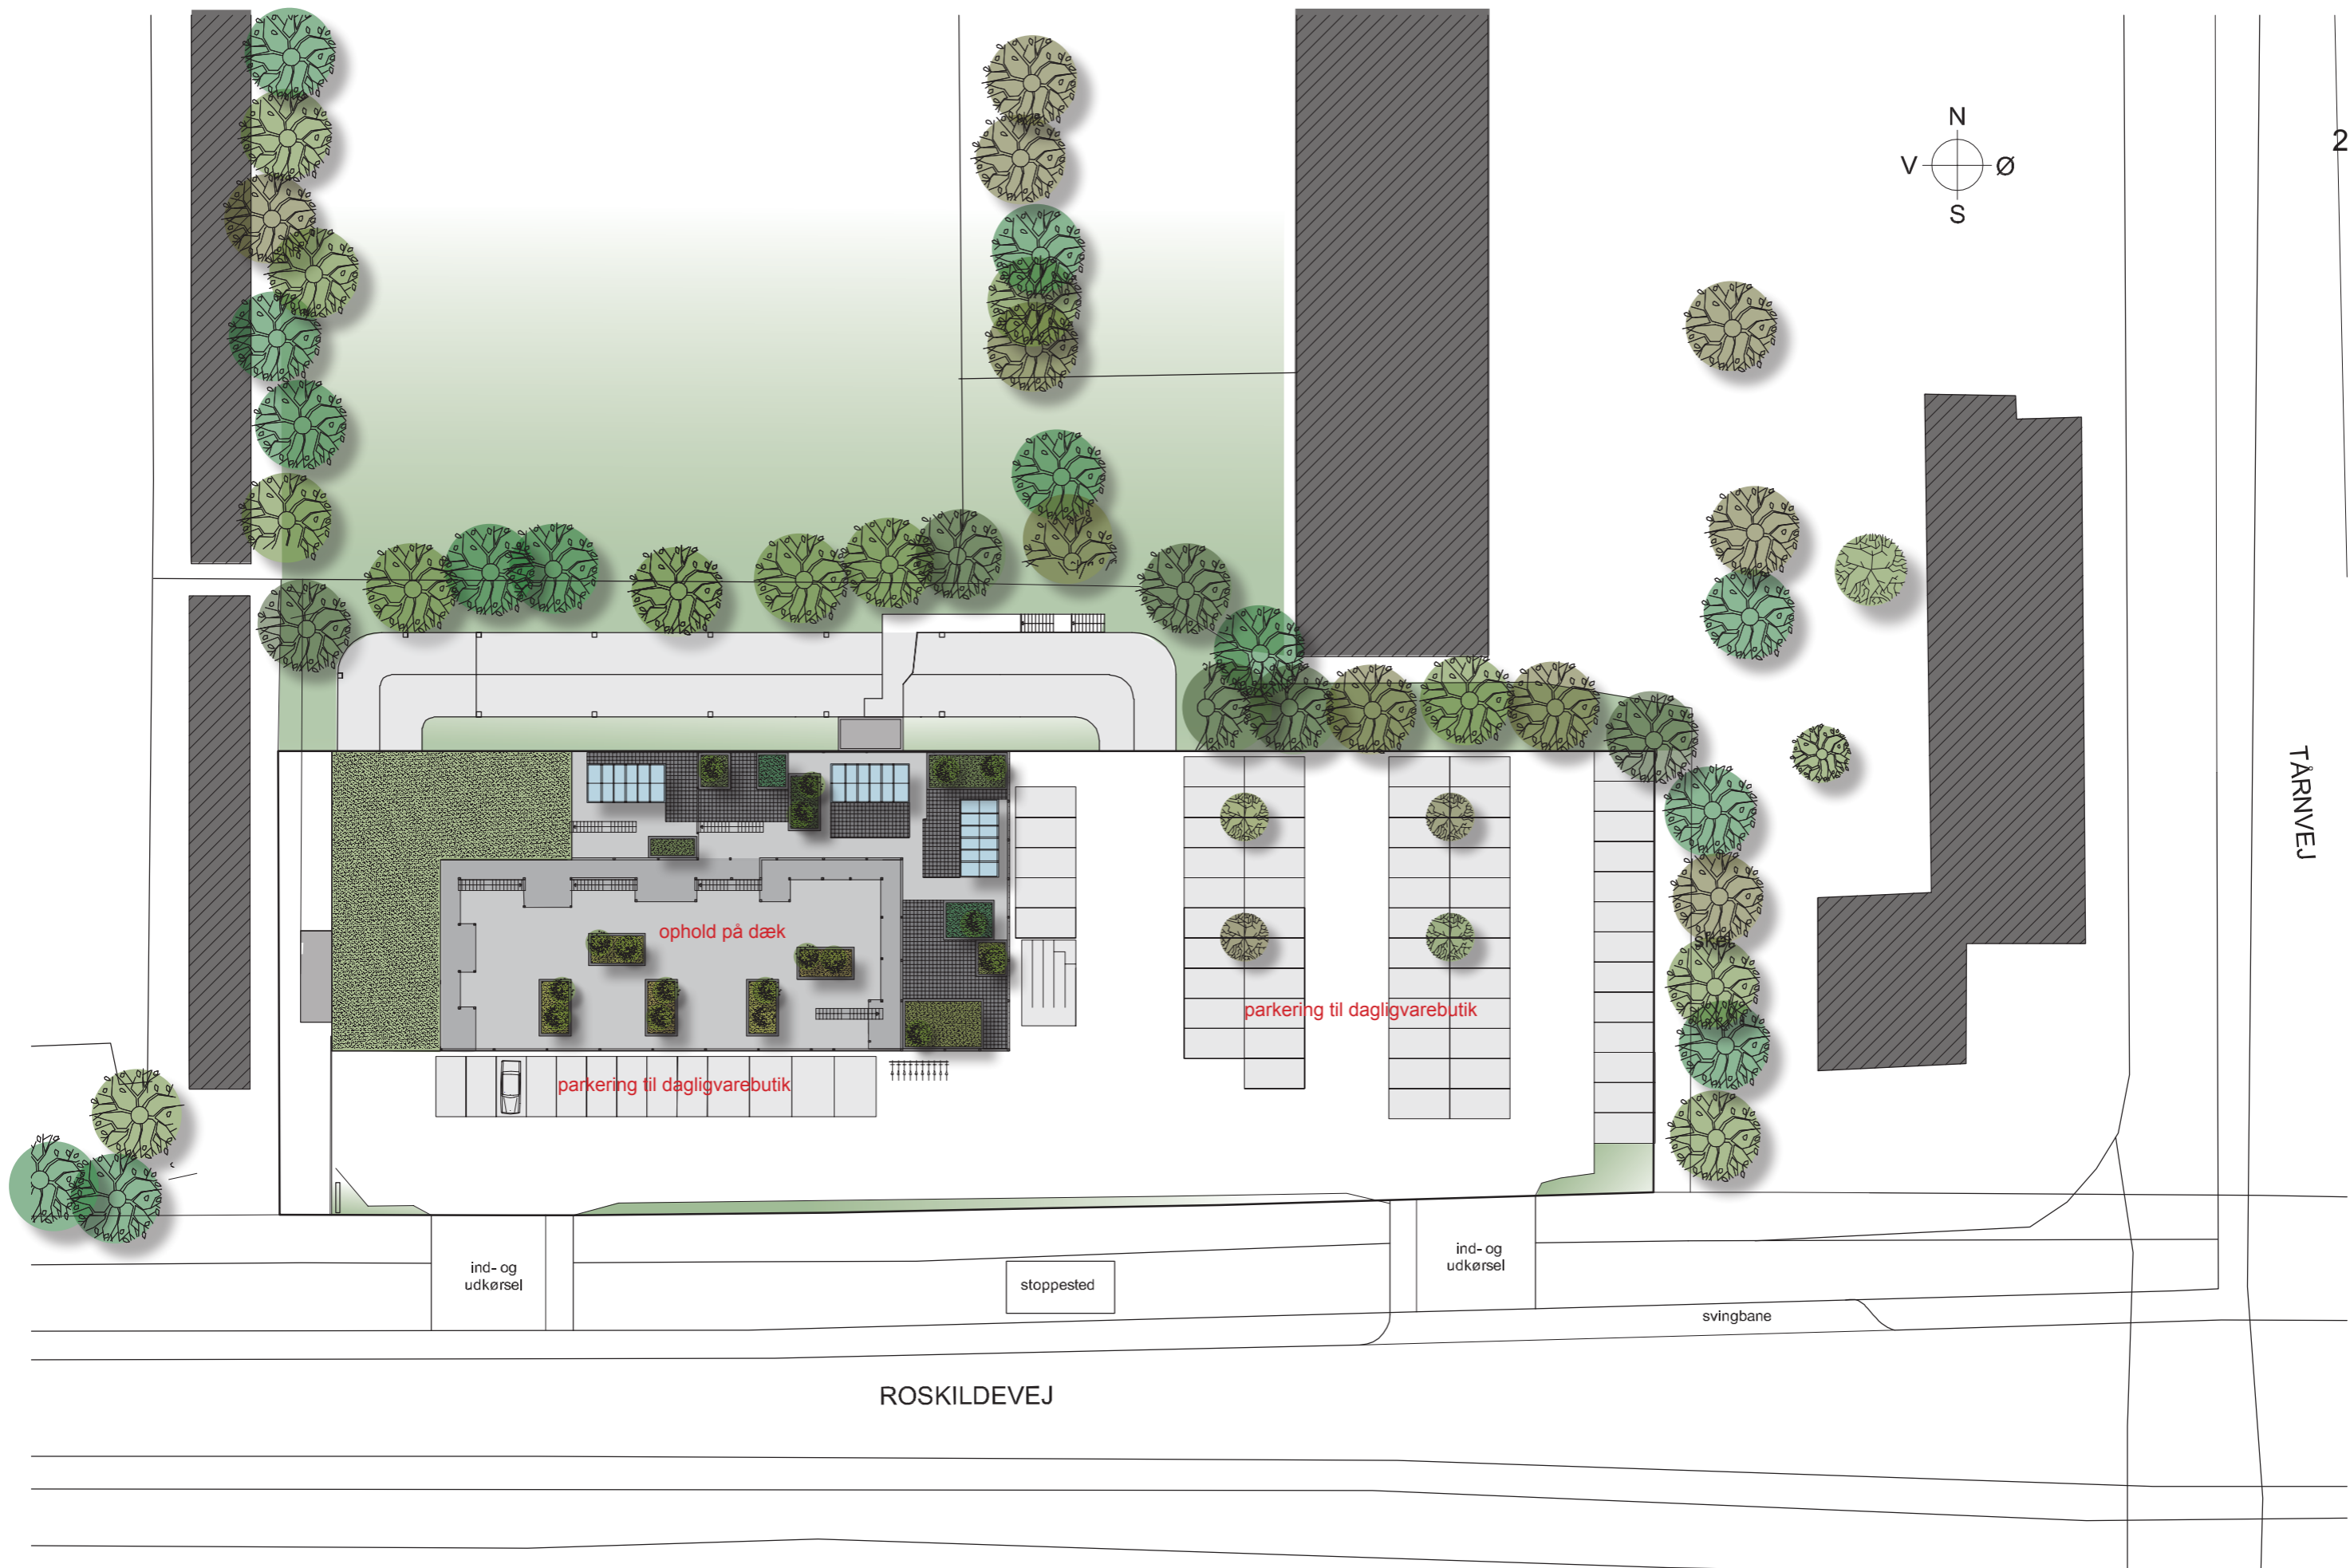 N
V Ø
S
2
TÅRNVEJ
ophold på dæk
skel
parkering til dagligvarebutik
parkering til dagligvarebutik
ind- og
udkørsel
ind- og
udkørsel
stoppested
svingbane
ROSKILDEVEJ